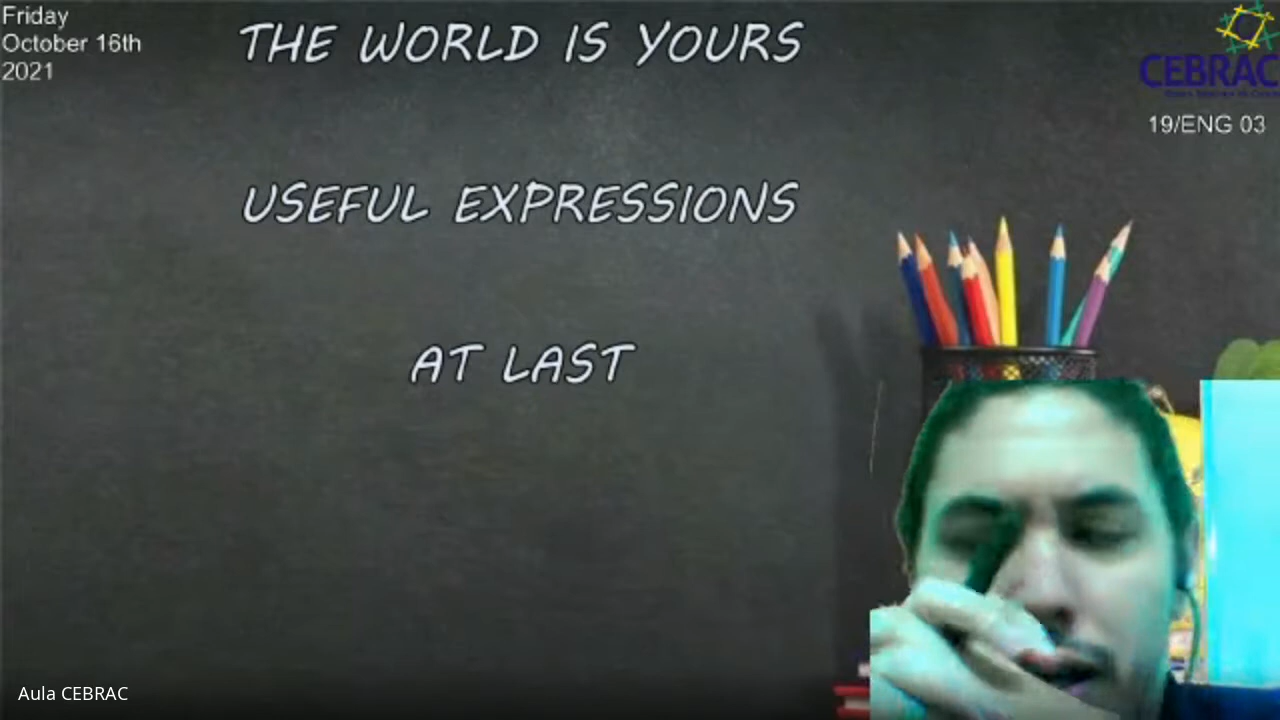 Friday
October 16th
2021
THE WORLD IS YOURS
CEBRAC
19/ENG 03
USEFUL EXPRESSIONS
AT LAST
Aula CEBRAC